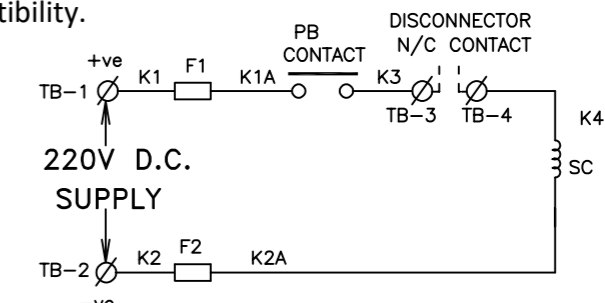 tibility.
DISCONNECTOR
PB
N/C CONTACT
CONTACT
+ve
F1
K1
K1A
K3
TB-1
TB-3
TB-4
K4
220V D.C.
SUPPLY
SC
F2
K2
K2A
TB-2